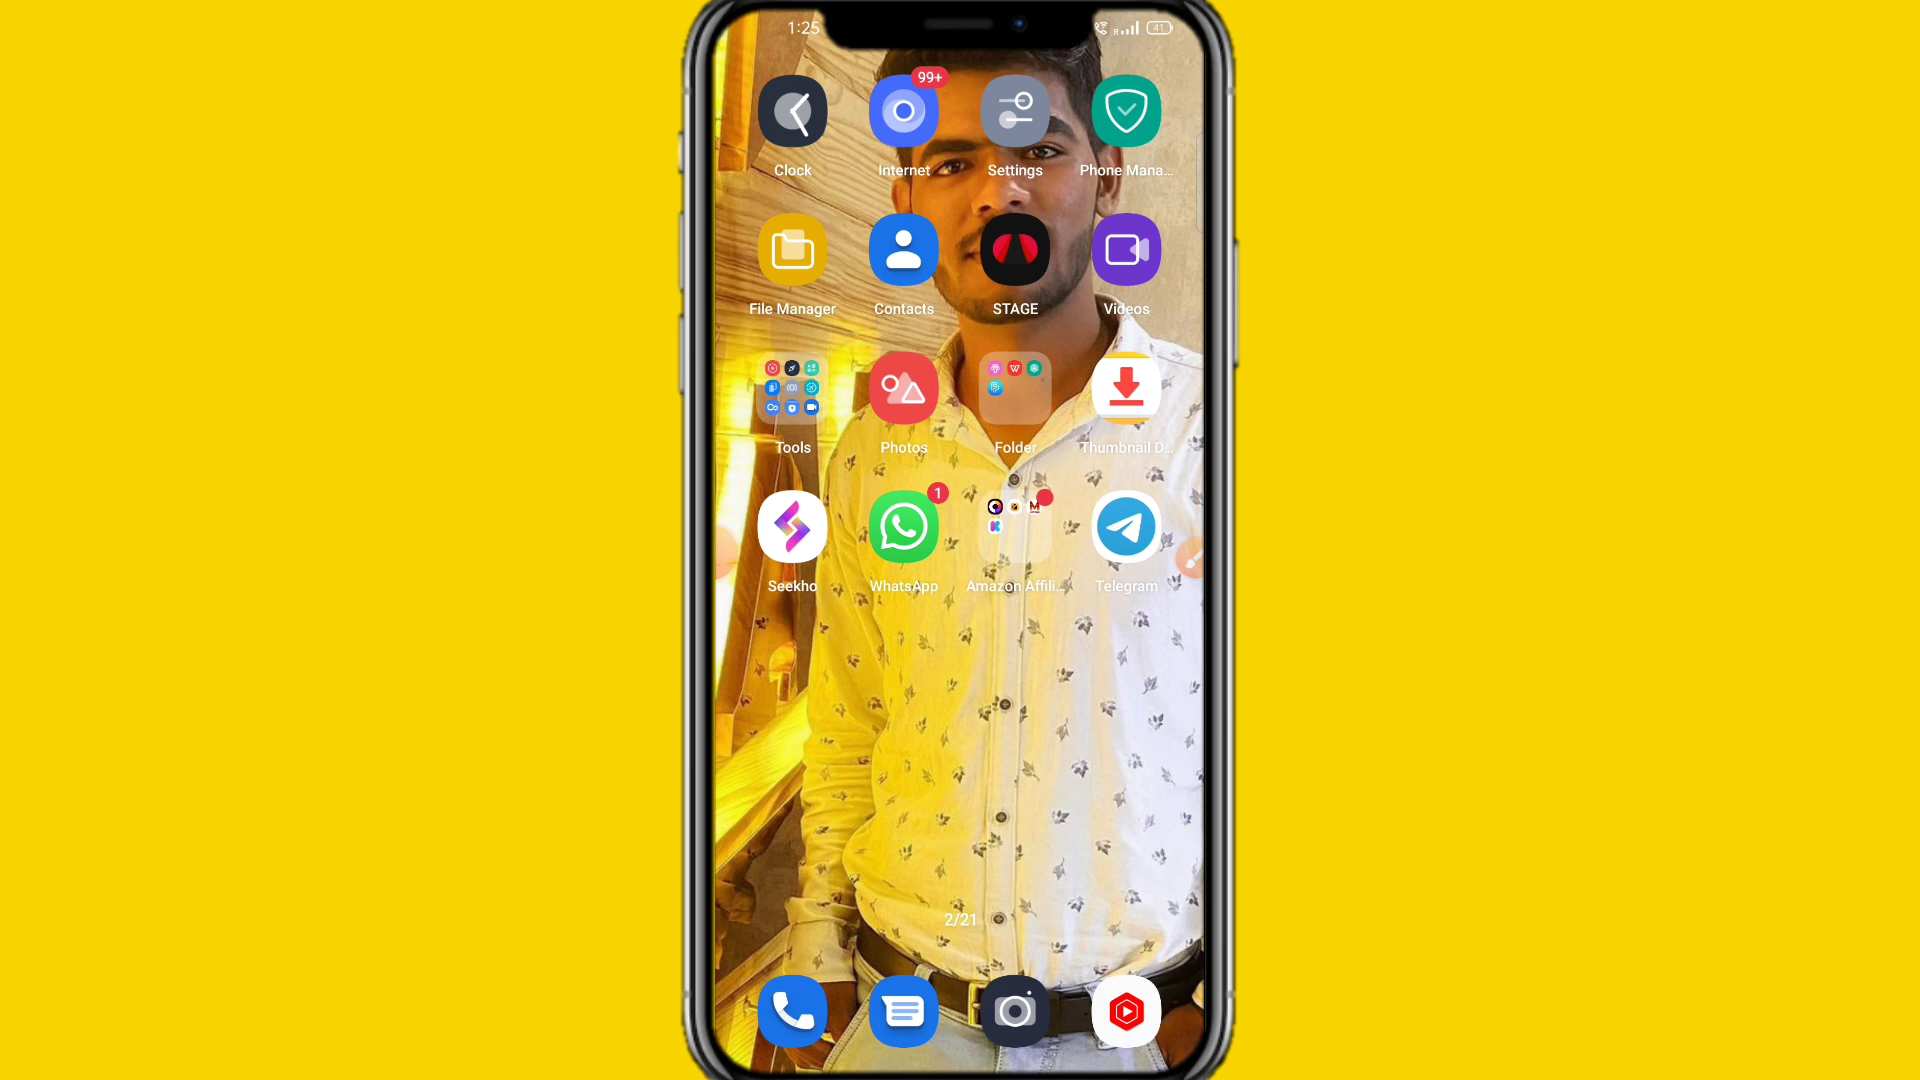 1:25
R
41
99+
Clock
Internet
Settings
Phone Mana...
File Manager
Contacts
STAGE
Videos
Tools
Photos
Folder
Thumbnail D...
1
Seekho
WhatsApp
Amazon Affili...
Telegram
2/21